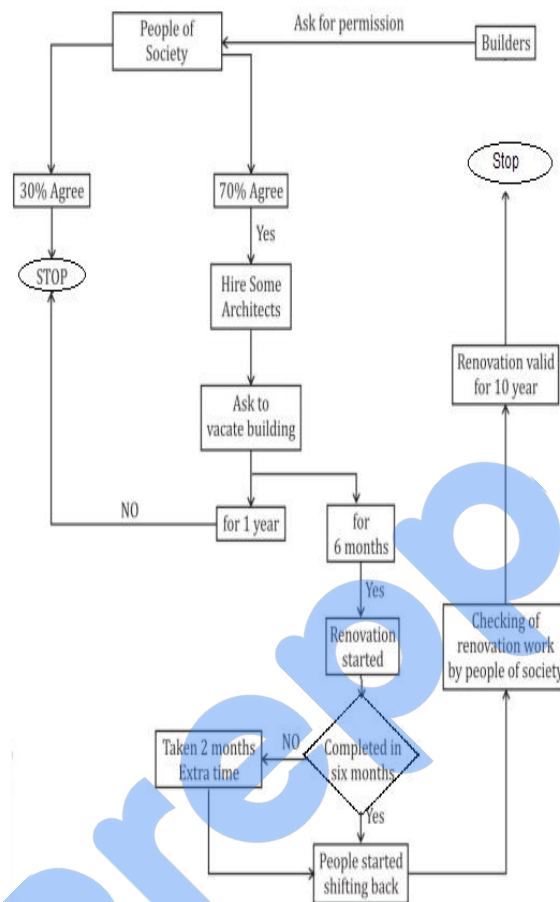 People of
Society
Ask for permission
Builders
30% Agree
70% Agree
Stop
Yes
STOP
Hire Some
Architects
Renovation valid
for 10 year
Ask to
vacate building
NO
for 1 year
for
6 months
Yes
Renovation
started
Checking of
renovation work
by people of society
Taken 2 months
Extra time
NO
Completed in
six months
Yes
People started
shifting back
prepp